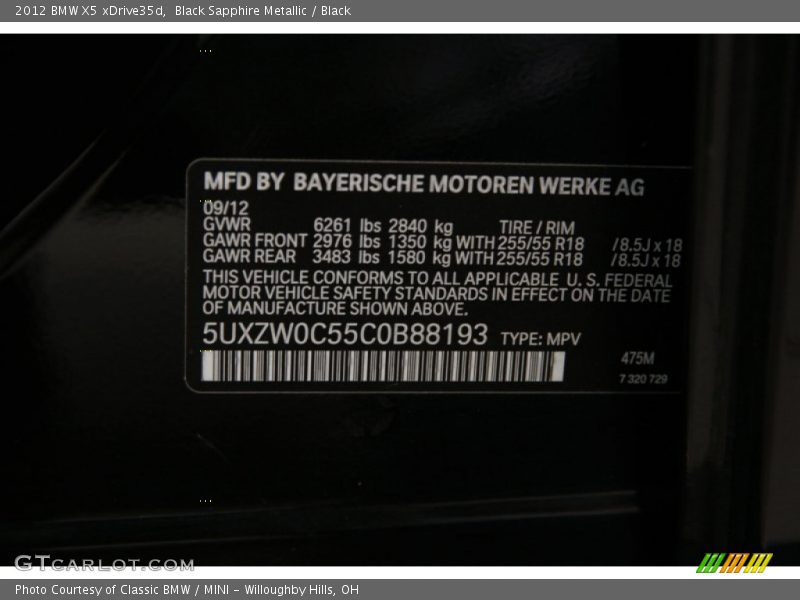 2012 BMW X5 xDrive35d, Black Sapphire Metallic / Black
MFD BY BAYERISCHE MOTOREN WERKE AG
09/12
GVWR 6261 lbs 2840 kg TIRE / RIM
GAWR FRONT 2976 lbs 1350 kg WITH 255/55 R18 /8.5J x 18
GAWR REAR 3483 lbs 1580 kg WITH 255/55 R18 /8.5J x 18
THIS VEHICLE CONFORMS TO ALL APPLICABLE U. S. FEDERAL
MOTOR VEHICLE SAFETY STANDARDS IN EFFECT ON THE DATE
OF MANUFACTURE SHOWN ABOVE.
5UXZW0C55C0B88193 TYPE: MPV
475M
7 320 729
GTCARLOT.COM
Photo Courtesy of Classic BMW / MINI - Willoughby Hills, OH